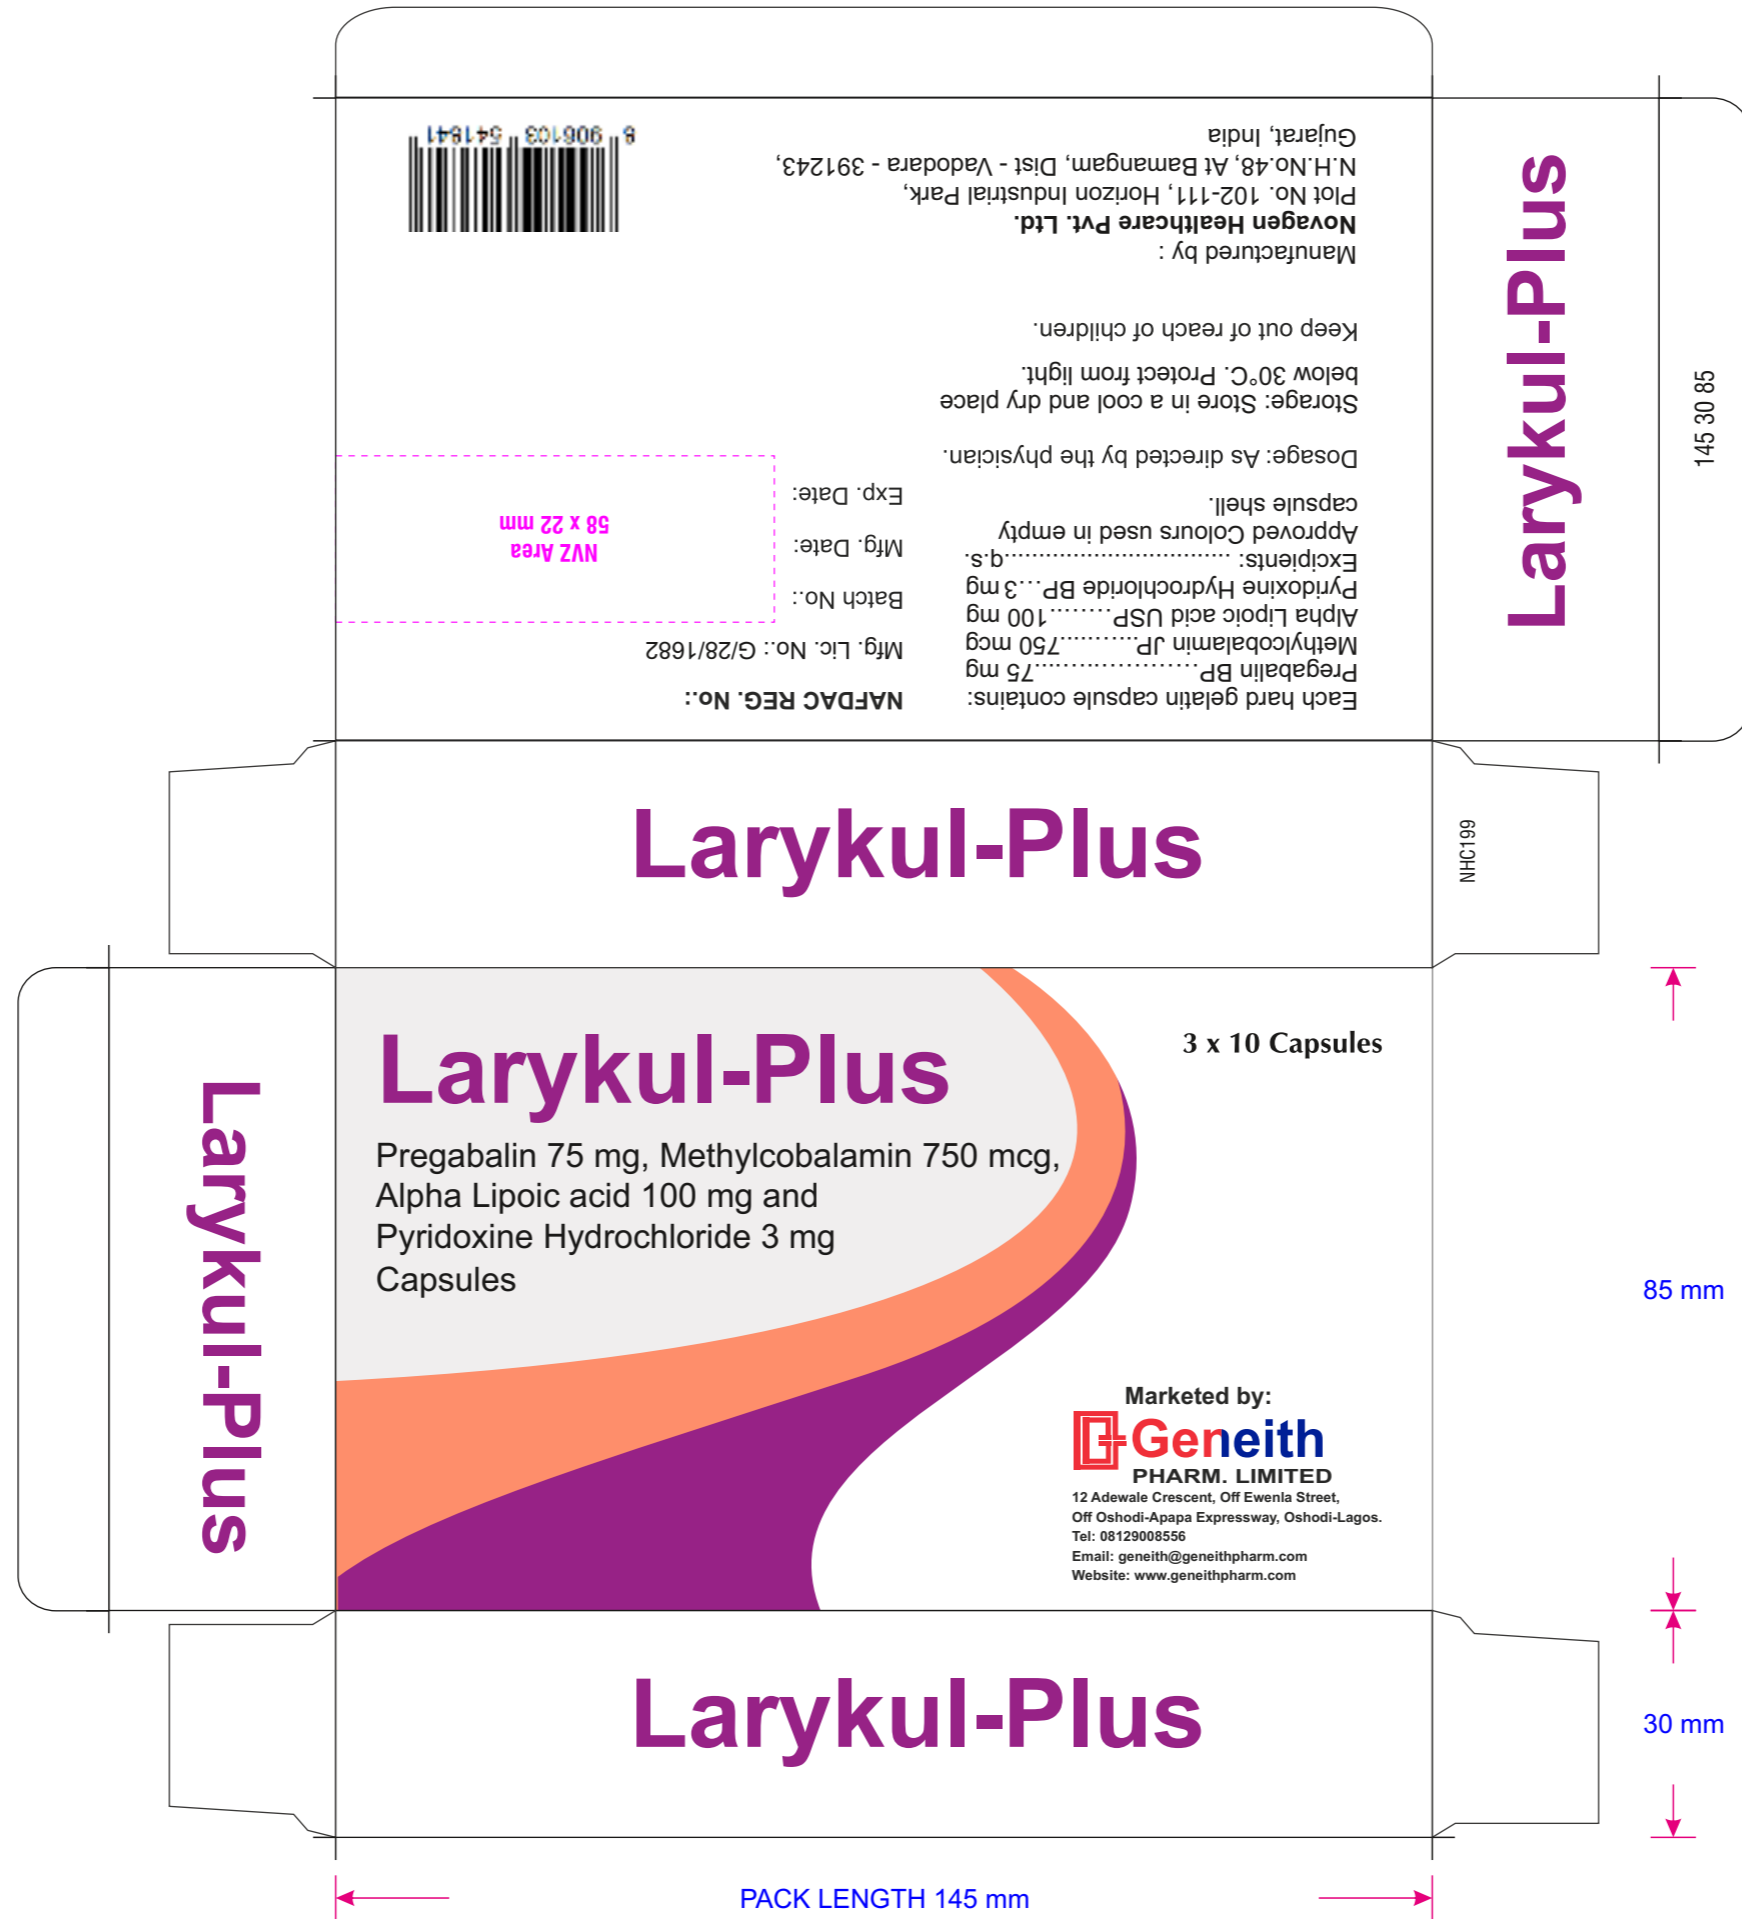 Each hard gelatin capsule contains:
Pregabalin BP........................75 mg
Methylcobalamin JP............750 mcg
Alpha Lipoic acid USP........100 mg
Pyridoxine Hydrochloride BP...3 mg
Excipients: .................................q.s.
Approved Colours used in empty
capsule shell.
Dosage: As directed by the physician.
Storage: Store in a cool and dry place
below 30°C. Protect from light.
Keep out of reach of children.
Manufactured by :
Novagen Healthcare Pvt. Ltd.
Plot No. 102-111, Horizon Industrial Park,
N.H.No.48, At Bamangam, Dist - Vadodara - 391243,
Gujarat, India
NAFDAC REG. No.:
Mfg. Lic. No.: G/28/1682
Batch No.:
Mfg. Date:
Exp. Date:
NVZ Area
58 x 22 mm
8 906103 541841
Larykul-Plus
145 30 85
Larykul-Plus
NHC199
Larykul-Plus
Larykul-Plus
Pregabalin 75 mg, Methylcobalamin 750 mcg,
Alpha Lipoic acid 100 mg and
Pyridoxine Hydrochloride 3 mg
Capsules
3 x 10 Capsules
Marketed by:
Geneith
PHARM. LIMITED
12 Adewale Crescent, Off Ewenla Street,
Off Oshodi-Apapa Expressway, Oshodi-Lagos.
Tel: 08129008556
Email: geneith@geneithpharm.com
Website: www.geneithpharm.com
85 mm
Larykul-Plus
30 mm
PACK LENGTH 145 mm